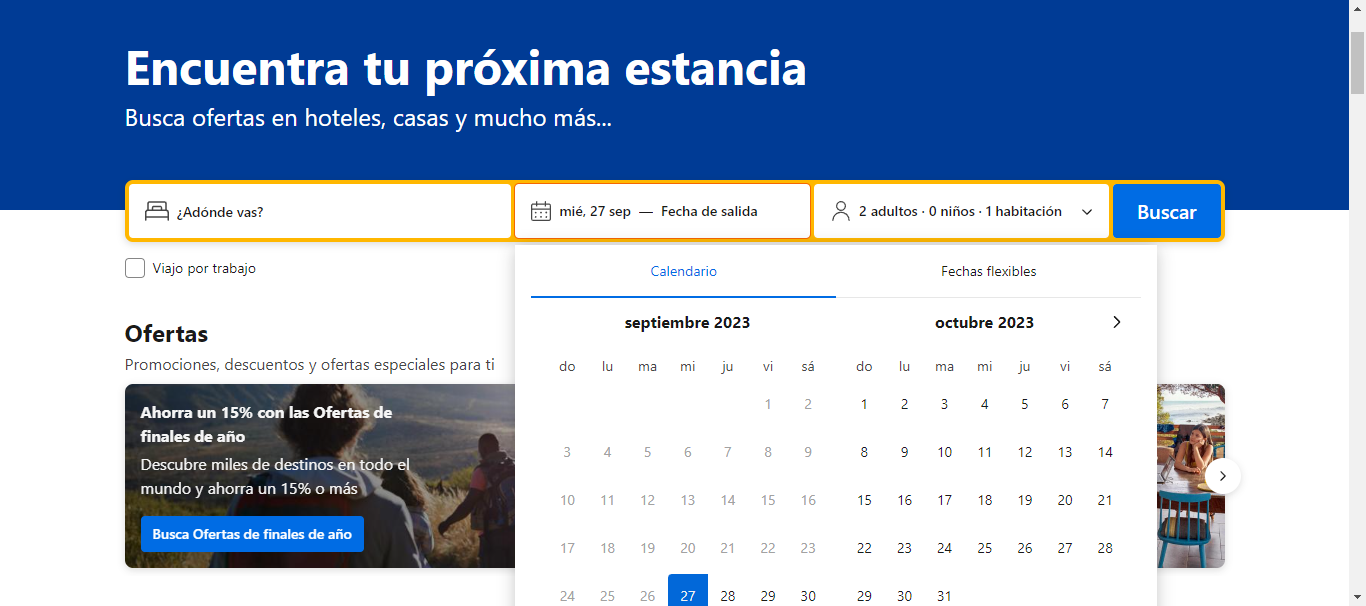 Encuentra tu próxima estancia
Busca ofertas en hoteles, casas y mucho más...
¿Adónde vas?
mié, 27 sep — Fecha de salida
2 adultos · 0 niños · 1 habitación
Buscar
Viajo por trabajo
Ofertas
Promociones, descuentos y ofertas especiales para ti
Ahorra un 15% con las Ofertas de
finales de año
Descubre miles de destinos en todo el
mundo y ahorra un 15% o más
Busca Ofertas de finales de año
Calendario
Fechas flexibles
septiembre 2023
do lu ma mi ju vi sá
1 2
3 4 5 6 7 8 9
10 11 12 13 14 15 16
17 18 19 20 21 22 23
24 25 26 27 28 29 30
octubre 2023
do lu ma mi ju vi sá
1 2 3 4 5 6 7
8 9 10 11 12 13 14
15 16 17 18 19 20 21
22 23 24 25 26 27 28
29 30 31